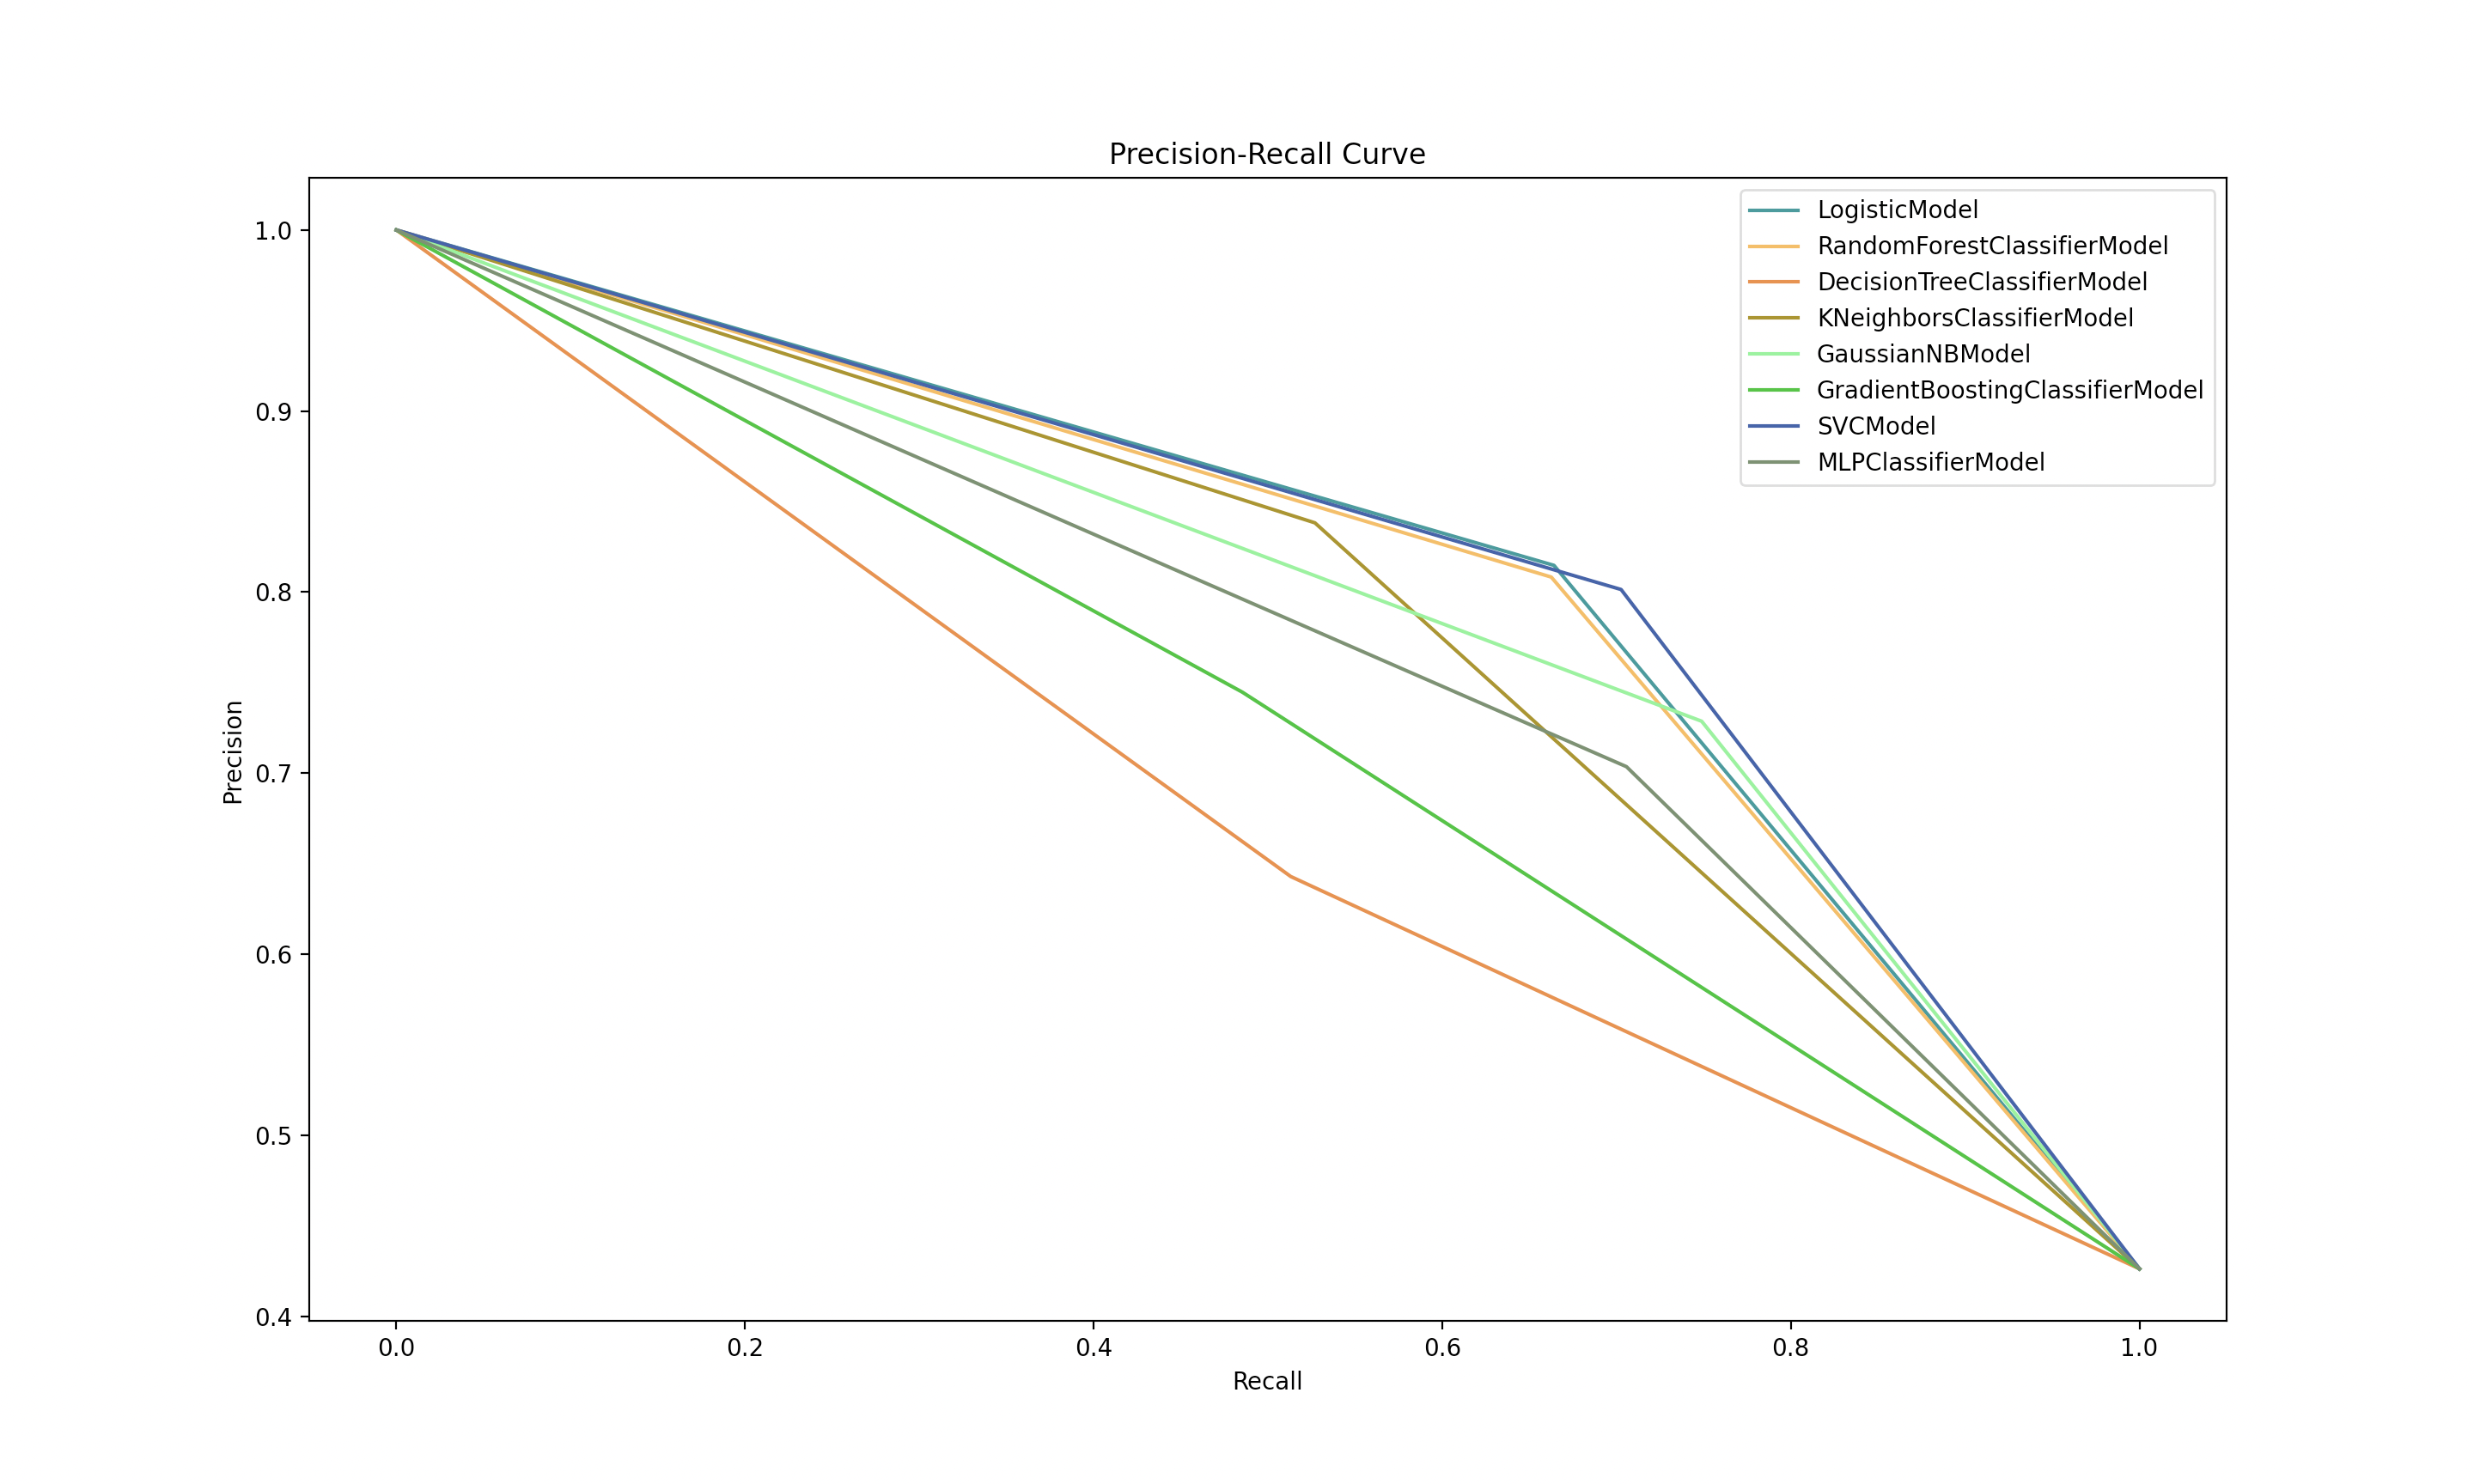 Precision-Recall Curve
LogisticModel
RandomForestClassifierModel
DecisionTreeClassifierModel
KNeighborsClassifierModel
GaussianNBModel
GradientBoostingClassifierModel
SVCModel
MLPClassifierModel
1.0
0.9
0.8
0.7
0.6
0.5
0.4
Precision
0.0 0.2 0.4 0.6 0.8 1.0
Recall